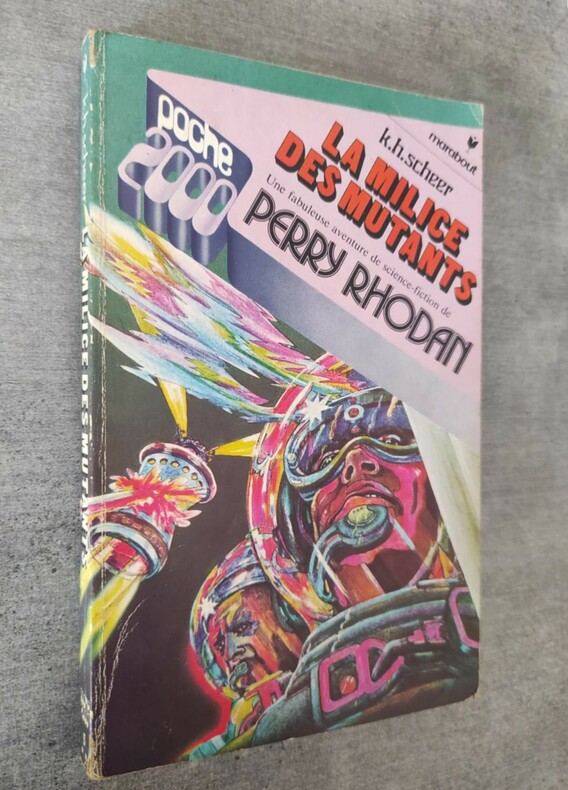 poche
2000
marabout
k.h.scheer
LA MILICE
DES MUTANTS
Une fabuleuse aventure de science-fiction de
PERRY RHODAN
LA MILICE DES MUTANTS